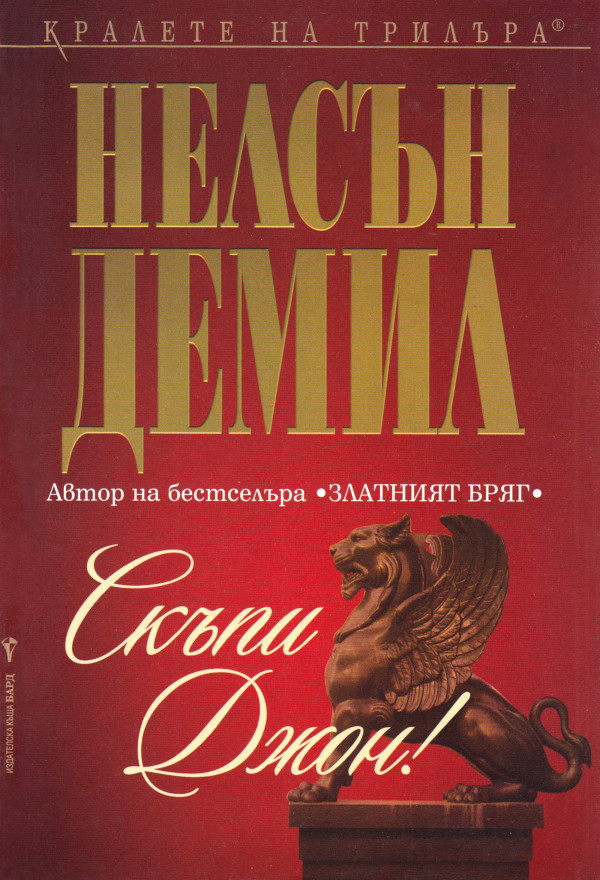 КРАЛЕТЕ НА ТРИЛЪРА®
НЕЛСЪН
ДЕМИЛ
Автор на бестселъра •ЗЛАТНИЯТ БРЯГ•
Скъпи
Джон!
ИЗДАТЕЛСКА КЪЩА БАРД